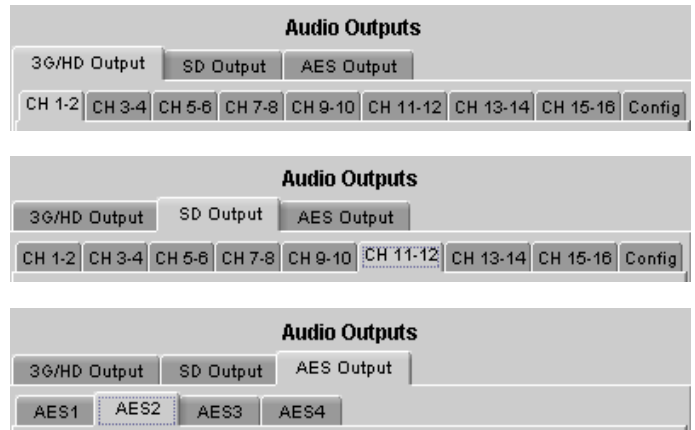 Audio Outputs
3G/HD Output SD Output AES Output
CH 1-2 CH 3-4 CH 5-6 CH 7-8 CH 9-10 CH 11-12 CH 13-14 CH 15-16 Config
Audio Outputs
3G/HD Output SD Output AES Output
CH 1-2 CH 3-4 CH 5-6 CH 7-8 CH 9-10 CH 11-12 CH 13-14 CH 15-16 Config
Audio Outputs
3G/HD Output SD Output AES Output
AES1 AES2 AES3 AES4